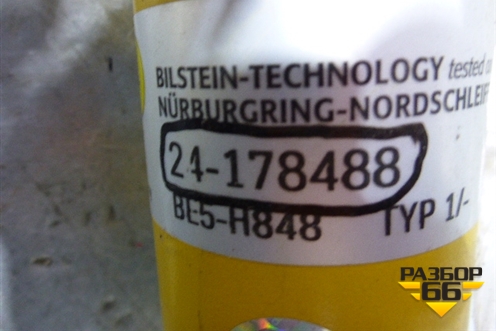 BILSTEIN-TECHNOLOGY tested
NÜRBURGRING-NORDSCHLEIF
24-178488
BE5-H848 TYP 1/-
РАЗБОР
66